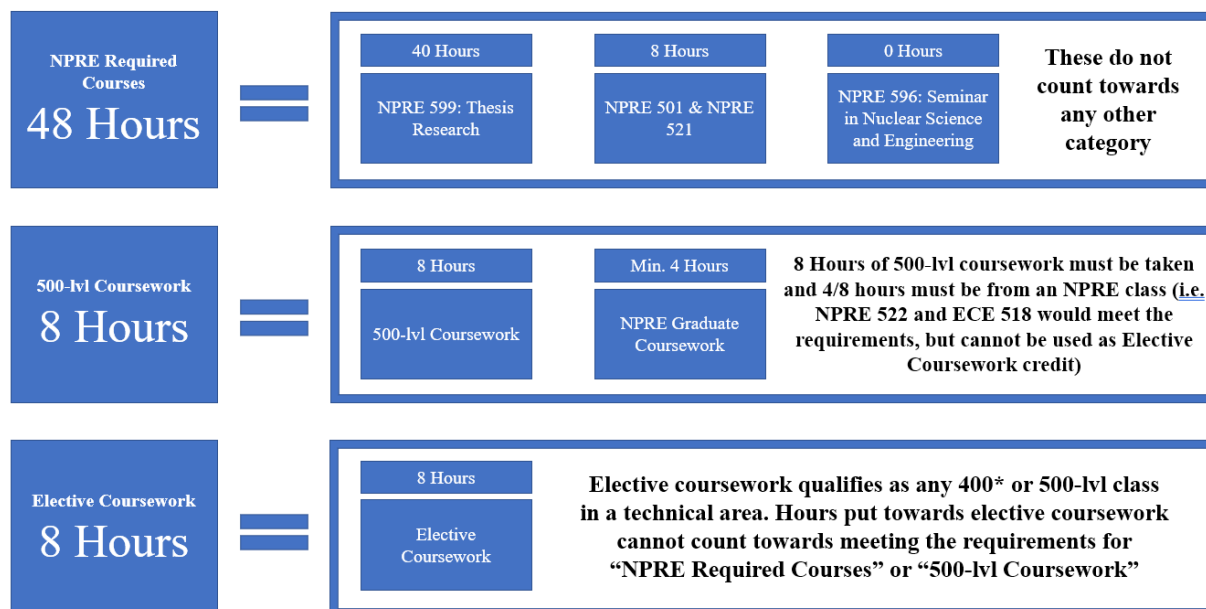 NPRE Required
Courses
48 Hours
40 Hours
NPRE 599: Thesis
Research
8 Hours
NPRE 501 & NPRE
521
0 Hours
NPRE 596: Seminar
in Nuclear Science
and Engineering
These do not
count towards
any other
category
500-lvl Coursework
8 Hours
8 Hours
500-lvl Coursework
Min. 4 Hours
NPRE Graduate
Coursework
8 Hours of 500-lvl coursework must be taken
and 4/8 hours must be from an NPRE class (i.e.
NPRE 522 and ECE 518 would meet the
requirements, but cannot be used as Elective
Coursework credit)
Elective Coursework
8 Hours
8 Hours
Elective
Coursework
Elective coursework qualifies as any 400* or 500-lvl class
in a technical area. Hours put towards elective coursework
cannot count towards meeting the requirements for
“NPRE Required Courses” or “500-lvl Coursework”